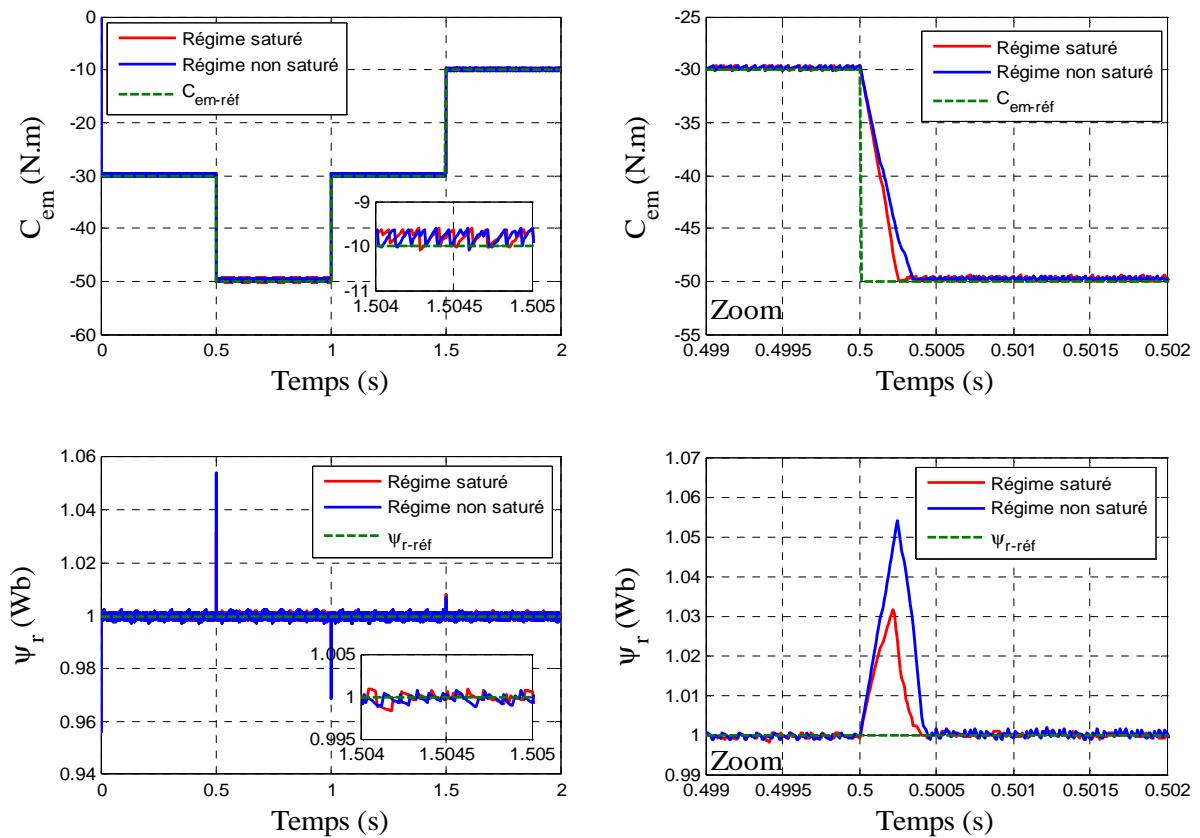 0
-10
-20
-30
-40
-50
-60
C_em (N.m)
Régime saturé
Régime non saturé
C_em-réf
-9
-10
-11
1.504 1.5045 1.505
0 0.5 1 1.5 2
Temps (s)
-25
-30
-35
-40
-45
-50
-55
C_em (N.m)
Régime saturé
Régime non saturé
C_em-réf
Zoom
0.499 0.4995 0.5 0.5005 0.501 0.5015 0.502
Temps (s)
1.06
1.04
1.02
1
0.98
0.96
0.94
ψ_r (Wb)
Régime saturé
Régime non saturé
ψ_r-réf
1.005
1
0.995
1.504 1.5045 1.505
0 0.5 1 1.5 2
Temps (s)
1.07
1.06
1.05
1.04
1.03
1.02
1.01
1
0.99
ψ_r (Wb)
Régime saturé
Régime non saturé
ψ_r-réf
Zoom
0.499 0.4995 0.5 0.5005 0.501 0.5015 0.502
Temps (s)